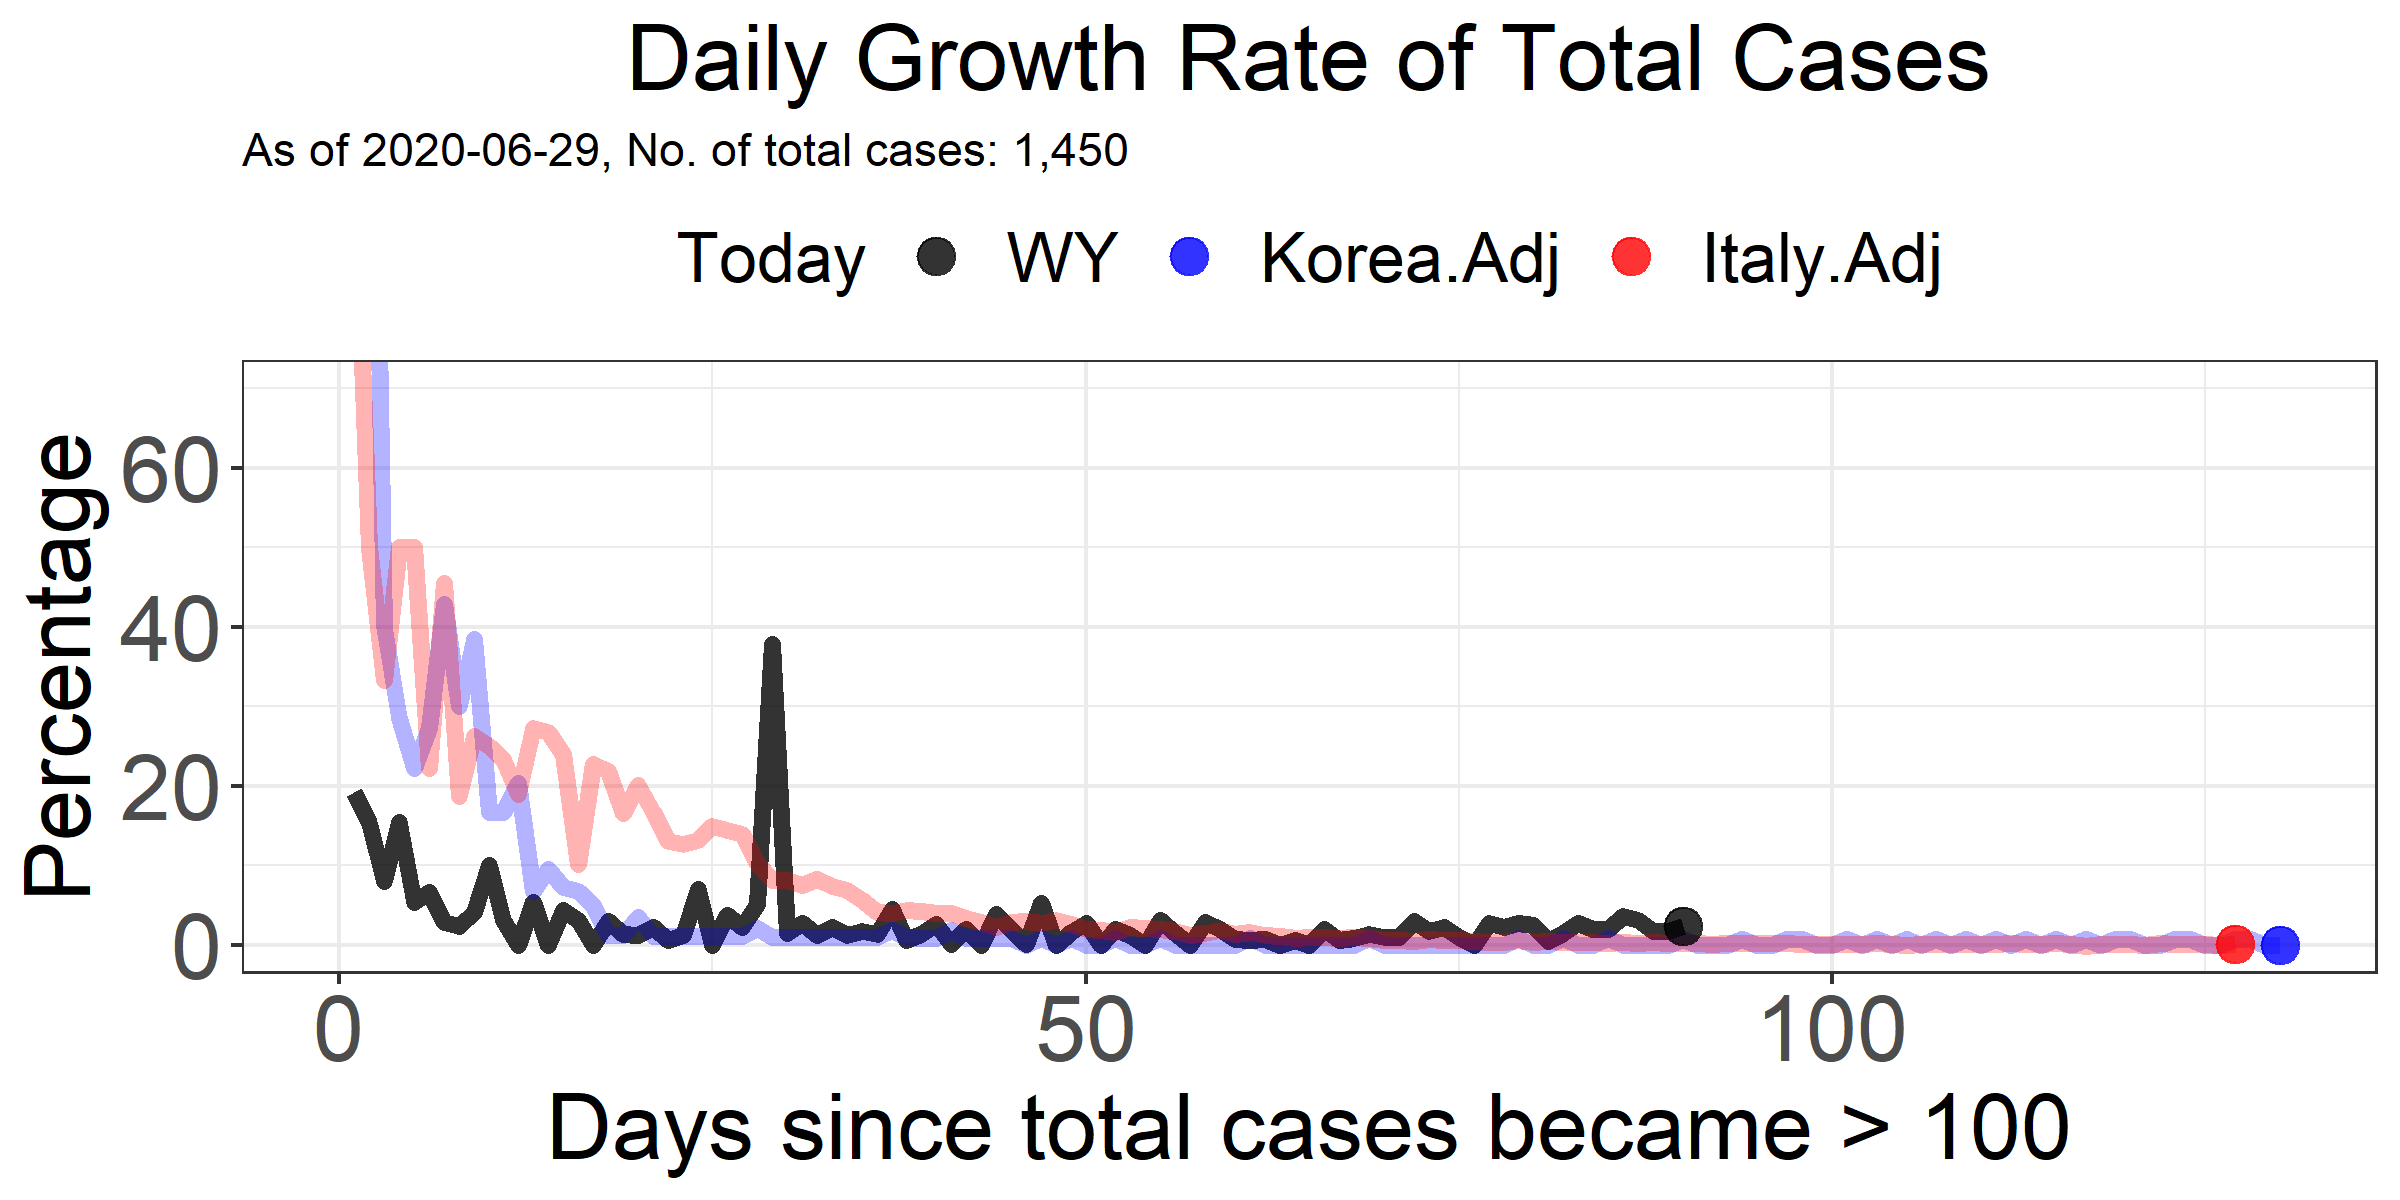 Daily Growth Rate of Total Cases
As of 2020-06-29, No. of total cases: 1,450
Today WY Korea.Adj Italy.Adj
Percentage
60
40
20
0
0 50 100
Days since total cases became > 100